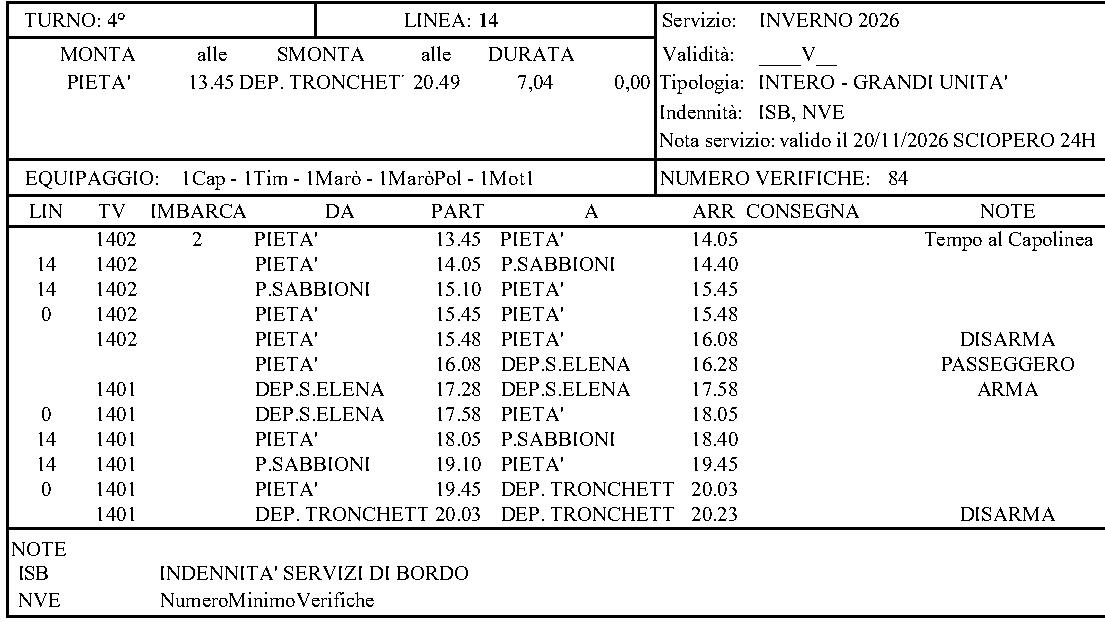 TURNO: 4° LINEA: 14 Servizio: INVERNO 2026
MONTA alle SMONTA alle DURATA Validità: ____V__
PIETA' 13.45 DEP. TRONCHET 20.49 7,04 0,00 Tipologia: INTERO - GRANDI UNITA'
Indennità: ISB, NVE
Nota servizio: valido il 20/11/2026 SCIOPERO 24H
EQUIPAGGIO: 1Cap - 1Tim - 1Marò - 1MaròPol - 1Mot1 NUMERO VERIFICHE: 84
LIN TV IMBARCA DA PART A ARR CONSEGNA NOTE
1402 2 PIETA' 13.45 PIETA' 14.05 Tempo al Capolinea
14 1402 PIETA' 14.05 P.SABBIONI 14.40
14 1402 P.SABBIONI 15.10 PIETA' 15.45
0 1402 PIETA' 15.45 PIETA' 15.48
1402 PIETA' 15.48 PIETA' 16.08 DISARMA
PIETA' 16.08 DEP.S.ELENA 16.28 PASSEGGERO
1401 DEP.S.ELENA 17.28 DEP.S.ELENA 17.58 ARMA
0 1401 DEP.S.ELENA 17.58 PIETA' 18.05
14 1401 PIETA' 18.05 P.SABBIONI 18.40
14 1401 P.SABBIONI 19.10 PIETA' 19.45
0 1401 PIETA' 19.45 DEP. TRONCHETT 20.03
1401 DEP. TRONCHETT 20.03 DEP. TRONCHETT 20.23 DISARMA
NOTE
ISB INDENNITA' SERVIZI DI BORDO
NVE NumeroMinimoVerifiche